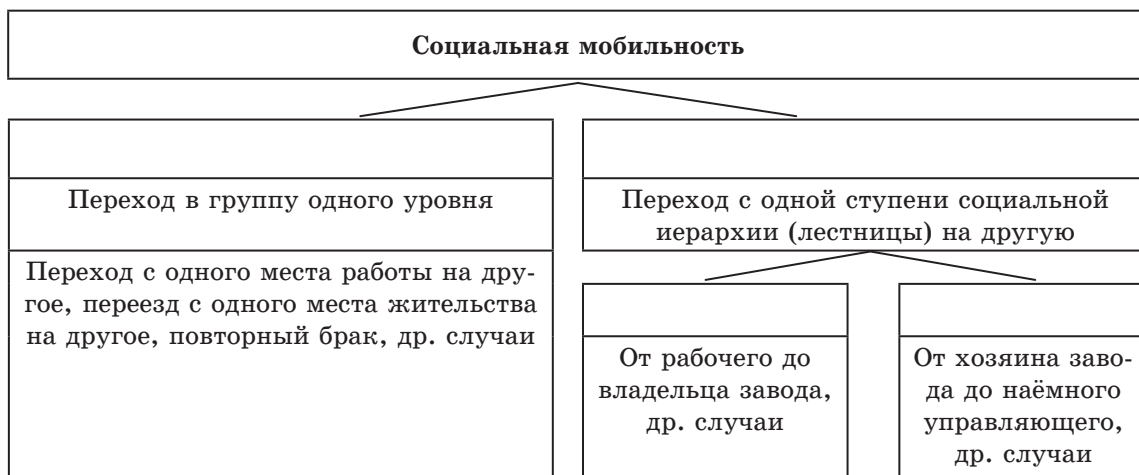 Социальная мобильность
Переход в группу одного уровня
Переход с одного места работы на дру-
гое, переезд с одного места жительства
на другое, повторный брак, др. случаи
Переход с одной ступени социальной
иерархии (лестницы) на другую
От рабочего до
владельца завода,
др. случаи
От хозяина заво-
да до наёмного
управляющего,
др. случаи